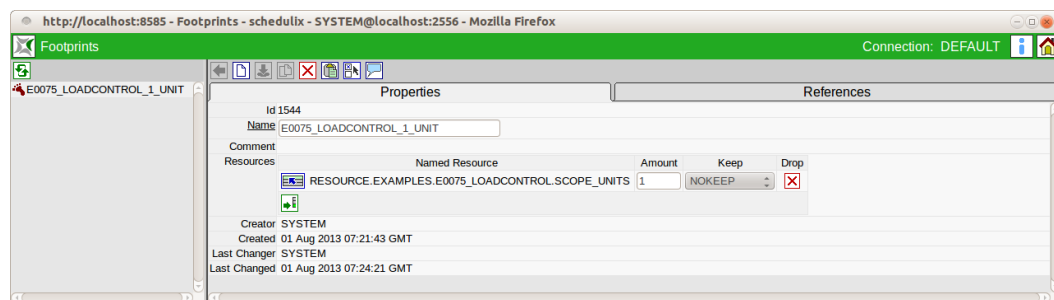 http://localhost:8585 - Footprints - schedulix - SYSTEM@localhost:2556 - Mozilla Firefox
Footprints
Connection: DEFAULT
E0075_LOADCONTROL_1_UNIT
Properties
References
Id 1544
Name E0075_LOADCONTROL_1_UNIT
Comment
Resources Named Resource Amount Keep Drop
RESOURCE.EXAMPLES.E0075_LOADCONTROL.SCOPE_UNITS 1 NOKEEP
Creator SYSTEM
Created 01 Aug 2013 07:21:43 GMT
Last Changer SYSTEM
Last Changed 01 Aug 2013 07:24:21 GMT